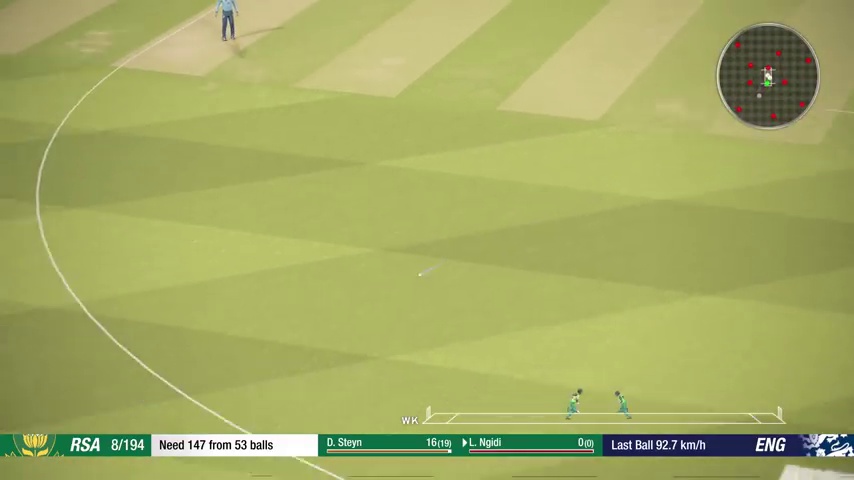 WK
RSA 8/194 Need 147 from 53 balls D. Steyn 16(19) L. Ngidi 0(0) Last Ball 92.7 km/h ENG